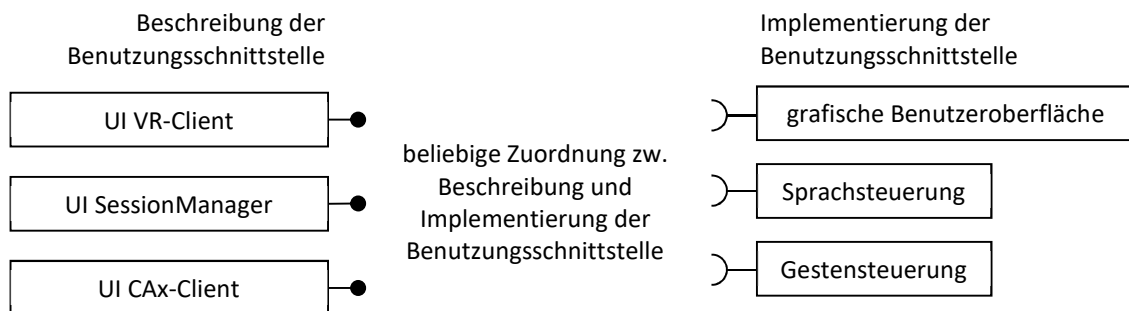 Beschreibung der
Benutzungsschnittstelle
UI VR-Client
UI SessionManager
UI CAx-Client
beliebige Zuordnung zw.
Beschreibung und
Implementierung der
Benutzungsschnittstelle
Implementierung der
Benutzungsschnittstelle
grafische Benutzeroberfläche
Sprachsteuerung
Gestensteuerung